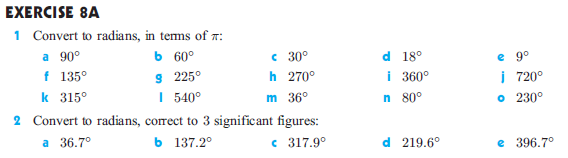 EXERCISE 8A
1 Convert to radians, in terms of π:
a 90° b 60° c 30° d 18° e 9°
f 135° g 225° h 270° i 360° j 720°
k 315° l 540° m 36° n 80° o 230°
2 Convert to radians, correct to 3 significant figures:
a 36.7° b 137.2° c 317.9° d 219.6° e 396.7°